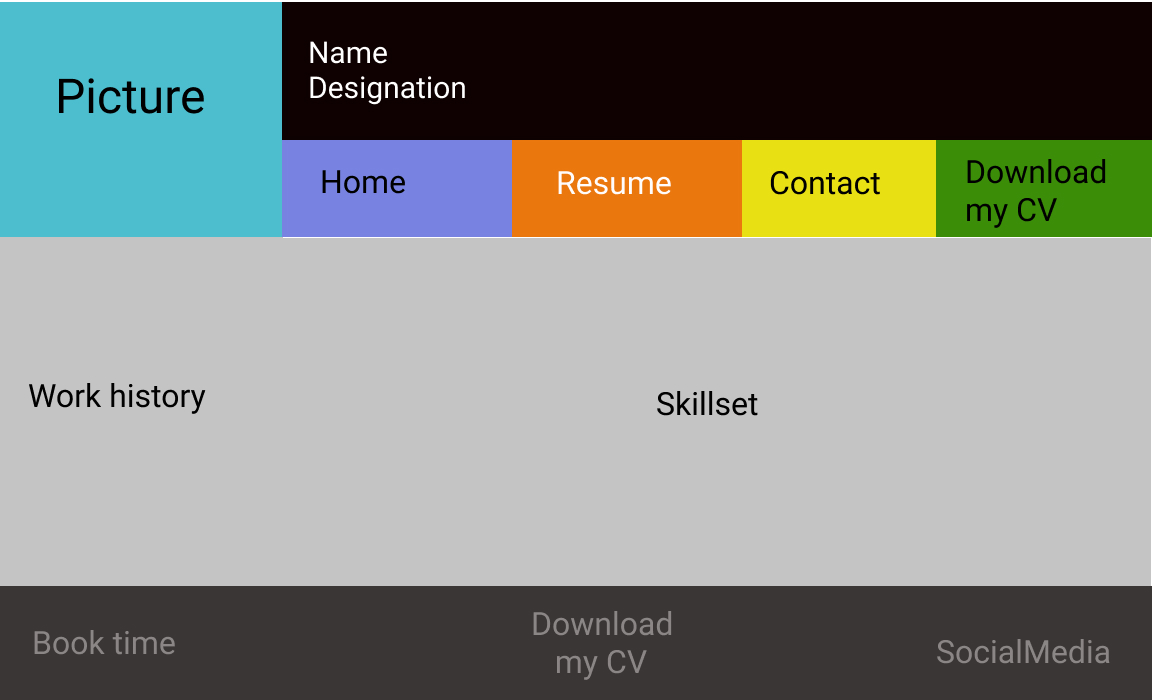 Picture
Name
Designation
Home
Resume
Contact
Download
my CV
Work history
Skillset
Book time
Download
my CV
SocialMedia